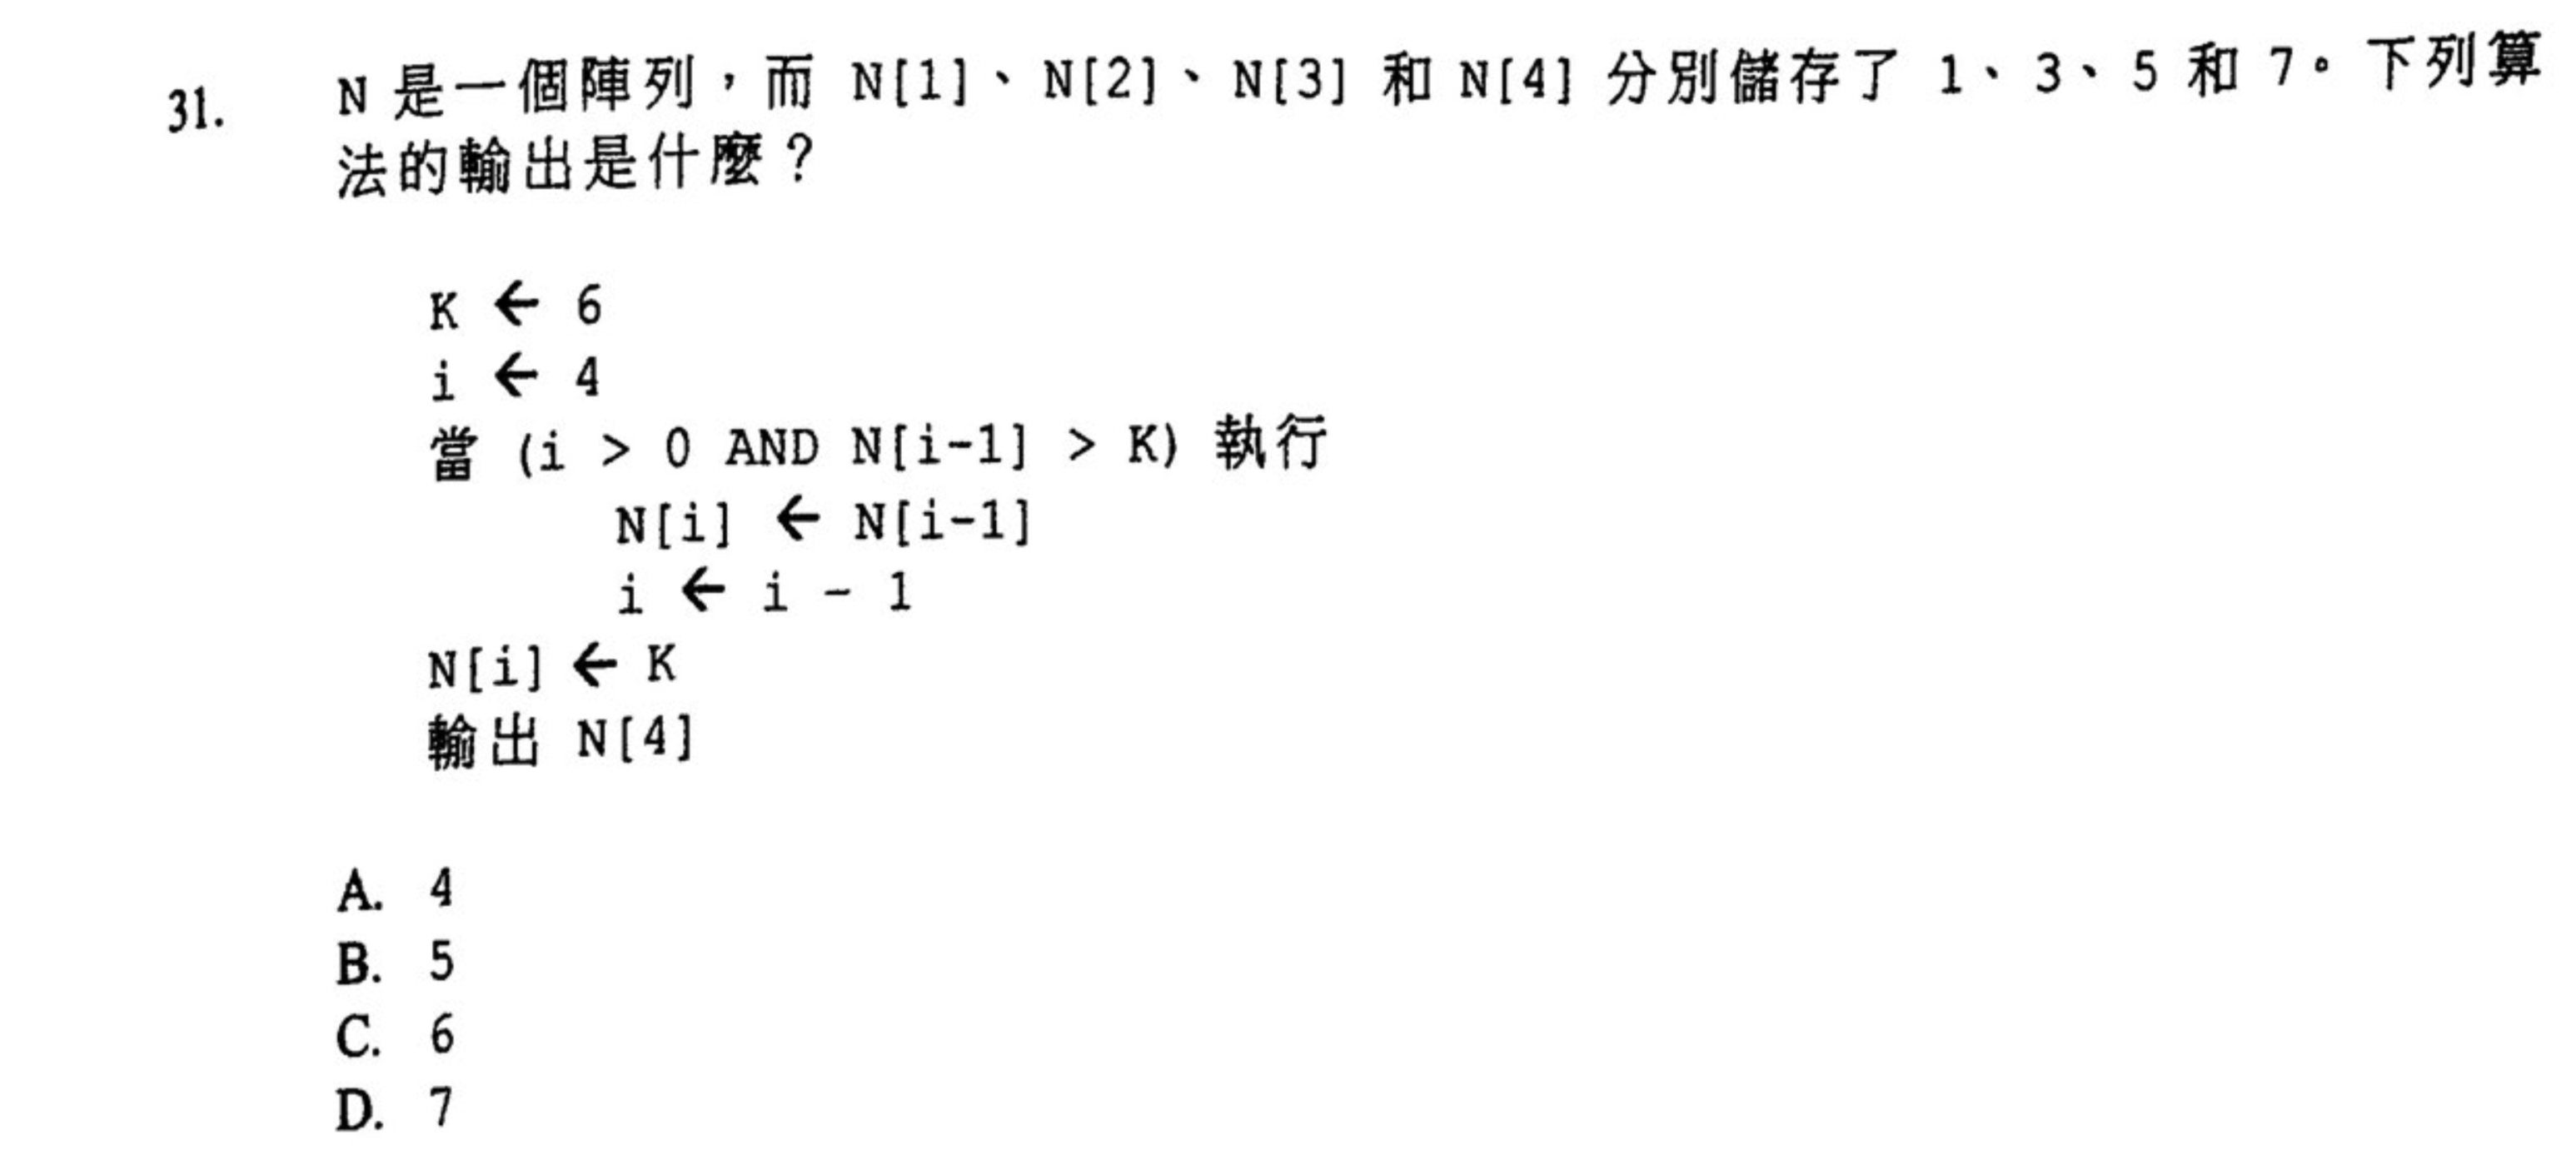 31. N 是一個陣列，而 N[1]、N[2]、N[3] 和 N[4] 分別儲存了 1、3、5 和 7。下列算
法的輸出是什麼？
K ← 6
i ← 4
當 (i > 0 AND N[i-1] > K) 執行
N[i] ← N[i-1]
i ← i - 1
N[i] ← K
輸出 N[4]
A. 4
B. 5
C. 6
D. 7